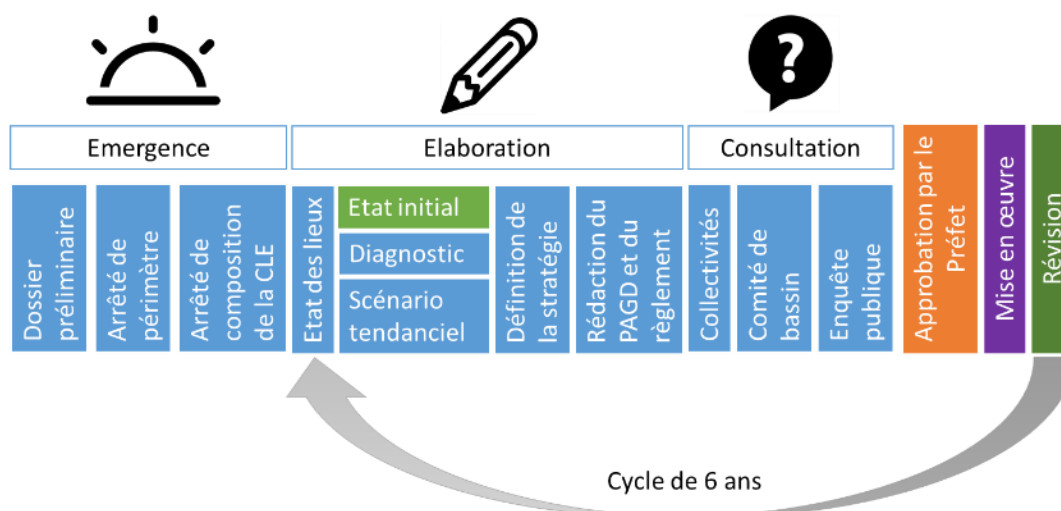 ?
Emergence
Elaboration
Consultation
Dossier
préliminaire
Arrêté de
périmètre
Arrêté de
composition
de la CLE
Etat des lieux
Etat initial
Diagnostic
Scénario
tendanciel
Définition de
la stratégie
Rédaction du
PAGD et du
règlement
Collectivités
Comité de
bassin
Enquête
publique
Approbation par le
Préfet
Mise en œuvre
Révision
Cycle de 6 ans